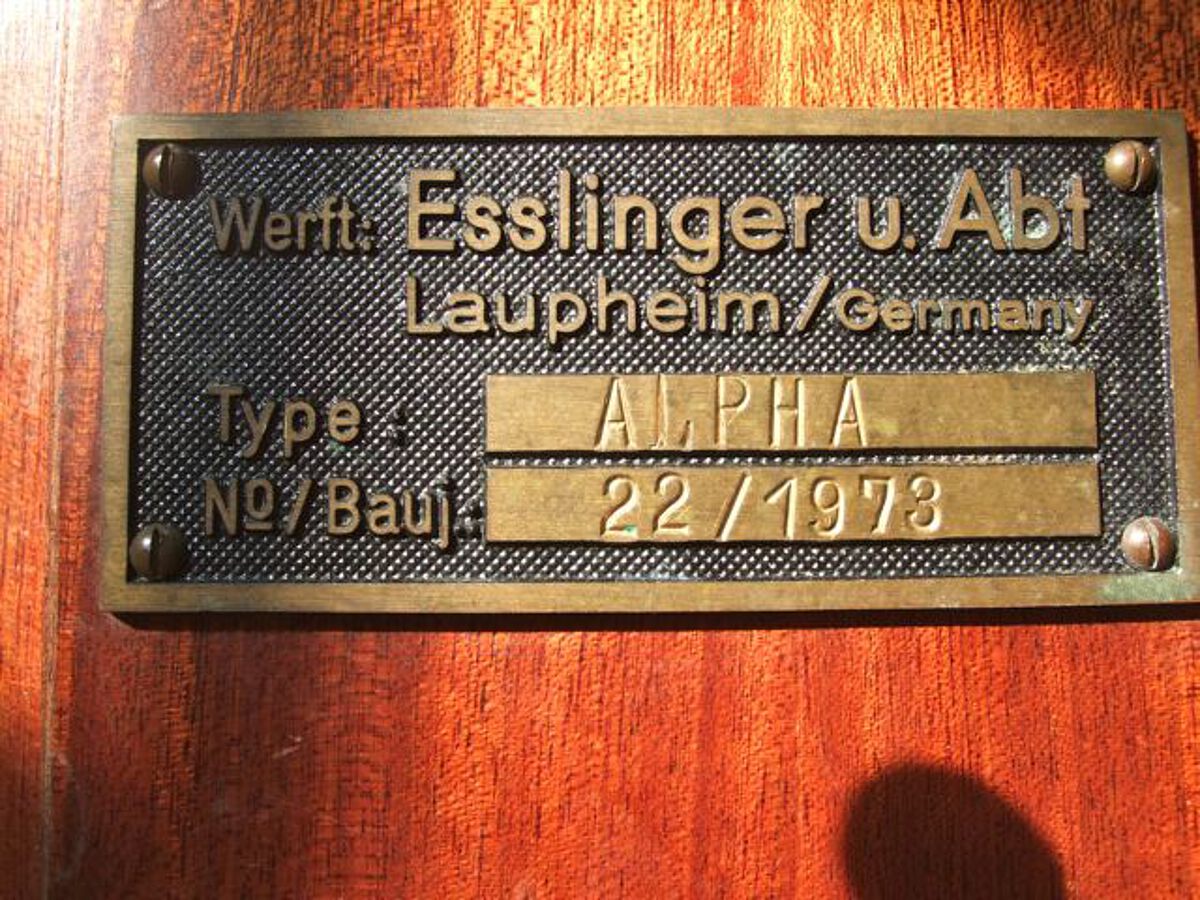 Werft: Esslinger u. Abt
Laupheim/Germany
Type : ALPHA
Nº/Bauj.: 22/1973